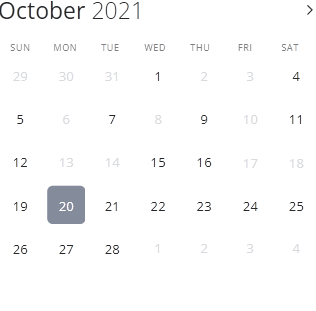 October 2021
SUN MON TUE WED THU FRI SAT
29 30 31 1 2 3 4
5 6 7 8 9 10 11
12 13 14 15 16 17 18
19 20 21 22 23 24 25
26 27 28 1 2 3 4